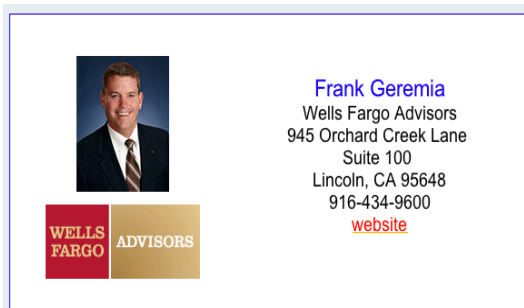 Frank Geremia
Wells Fargo Advisors
945 Orchard Creek Lane
Suite 100
Lincoln, CA 95648
916-434-9600
website
WELLS
FARGO
ADVISORS